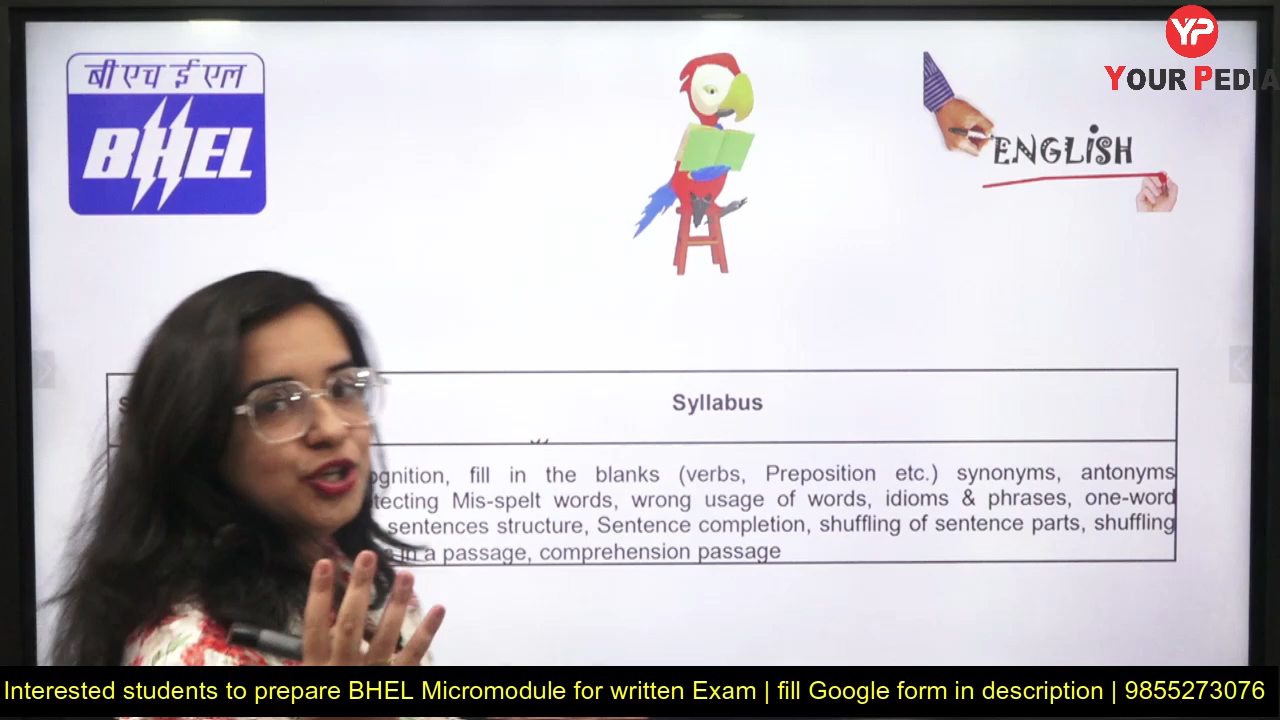 बी एच ई एल
BHEL
YP
YOUR PEDIA
ENGLISH
Syllabus
fill in the blanks (verbs, Preposition etc.) synonyms, antonyms
Mis-spelt words, wrong usage of words, idioms & phrases, one-word
sentences structure, Sentence completion, shuffling of sentence parts, shuffling
in a passage, comprehension passage
Interested students to prepare BHEL Micromodule for written Exam | fill Google form in description | 9855273076